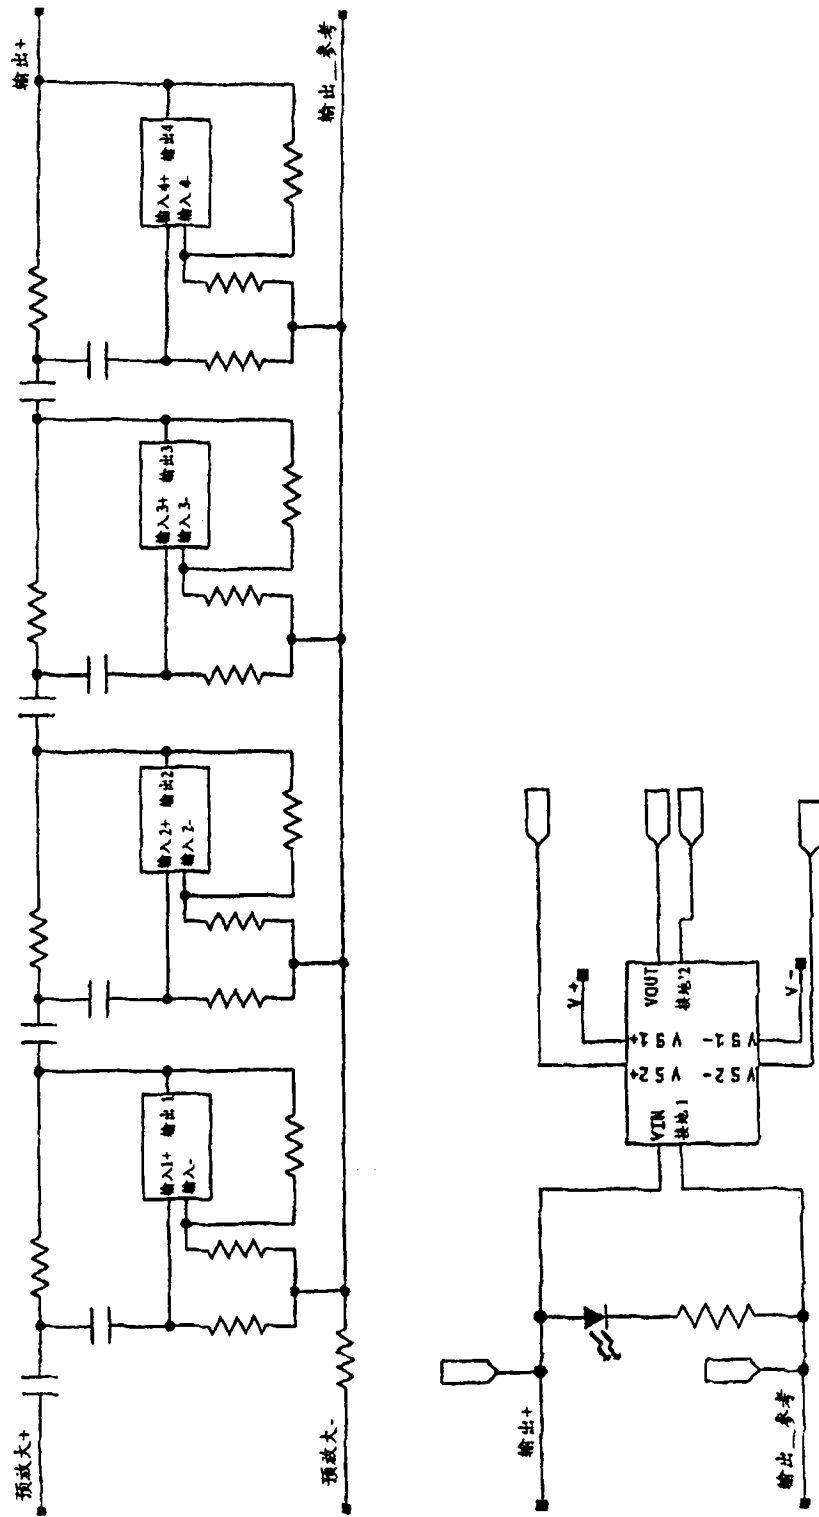 输出+
输出__参考
输入4+ 输出4
输入4-
输入3+ 输出3
输入3-
输入2+ 输出2
输入2-
输入1+ 输出1
输入-
预放大+
预放大-
V+
VOUT
接地'2
V-
VS1+
VS1-
VS2+
VS2-
VIN
接地1
输出+
输出__参考